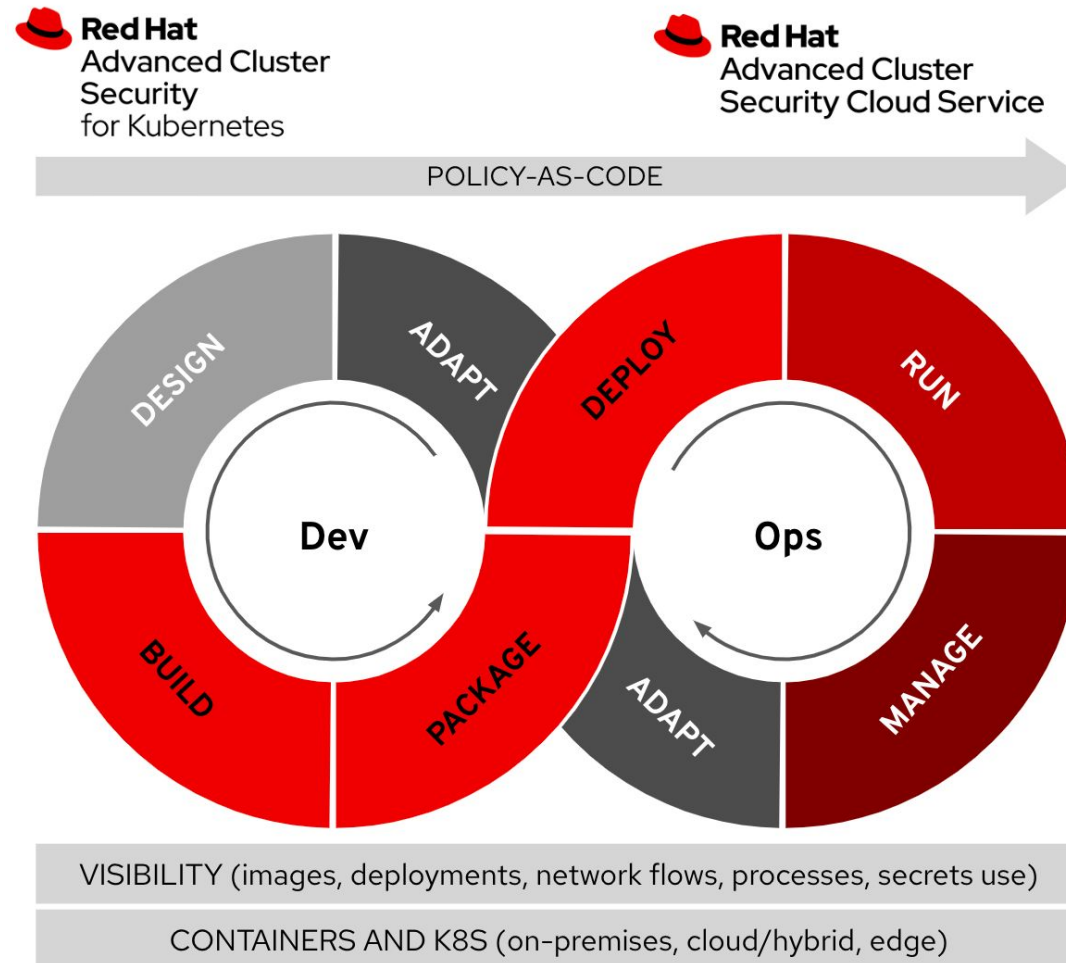 Red Hat
Advanced Cluster
Security
for Kubernetes
Red Hat
Advanced Cluster
Security Cloud Service
POLICY-AS-CODE
DESIGN
ADAPT
DEPLOY
RUN
Dev
Ops
BUILD
PACKAGE
ADAPT
MANAGE
VISIBILITY (images, deployments, network flows, processes, secrets use)
CONTAINERS AND K8S (on-premises, cloud/hybrid, edge)